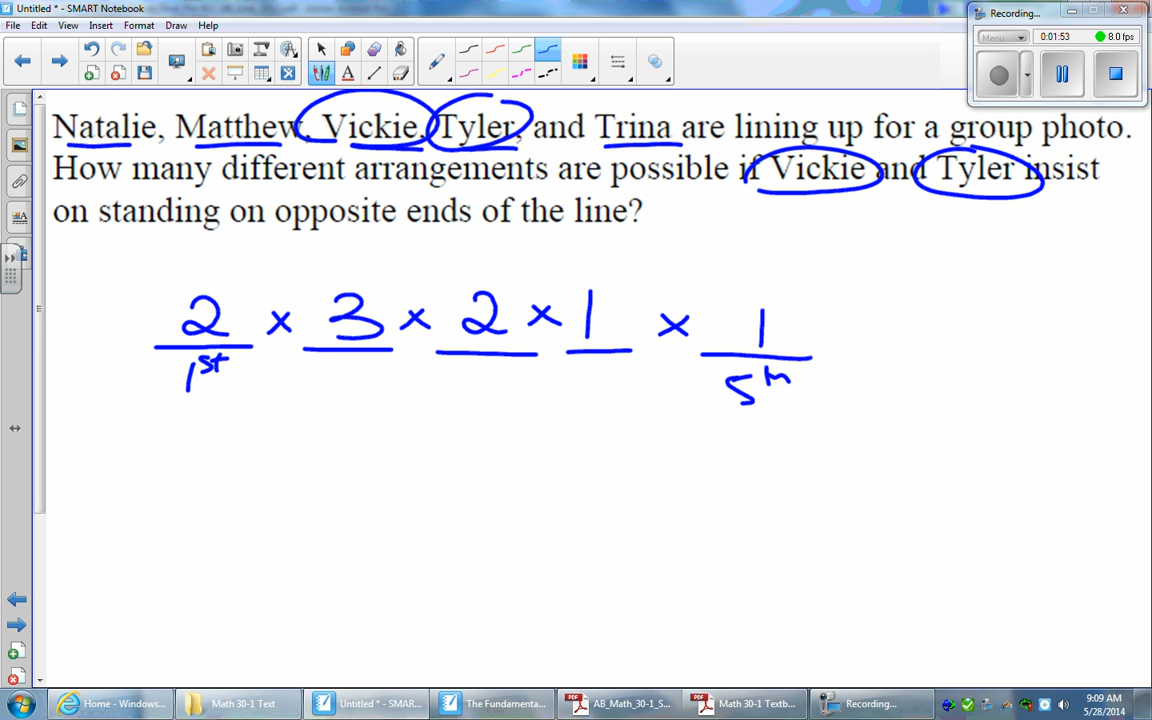 Untitled * - SMART Notebook
File Edit View Insert Format Draw Help
Recording...
Menu 0:01:53 8.0 fps
Natalie, Matthew, Vickie, Tyler, and Trina are lining up for a group photo.
How many different arrangements are possible if Vickie and Tyler insist
on standing on opposite ends of the line?
2 × 3 × 2 × 1 × 1
1st 5th
Home - Windows... Math 30-1 Text Untitled * - SMAR... The Fundamenta... AB_Math_30-1_S... Math 30-1 Textb... Recording... 9:09 AM
5/28/2014